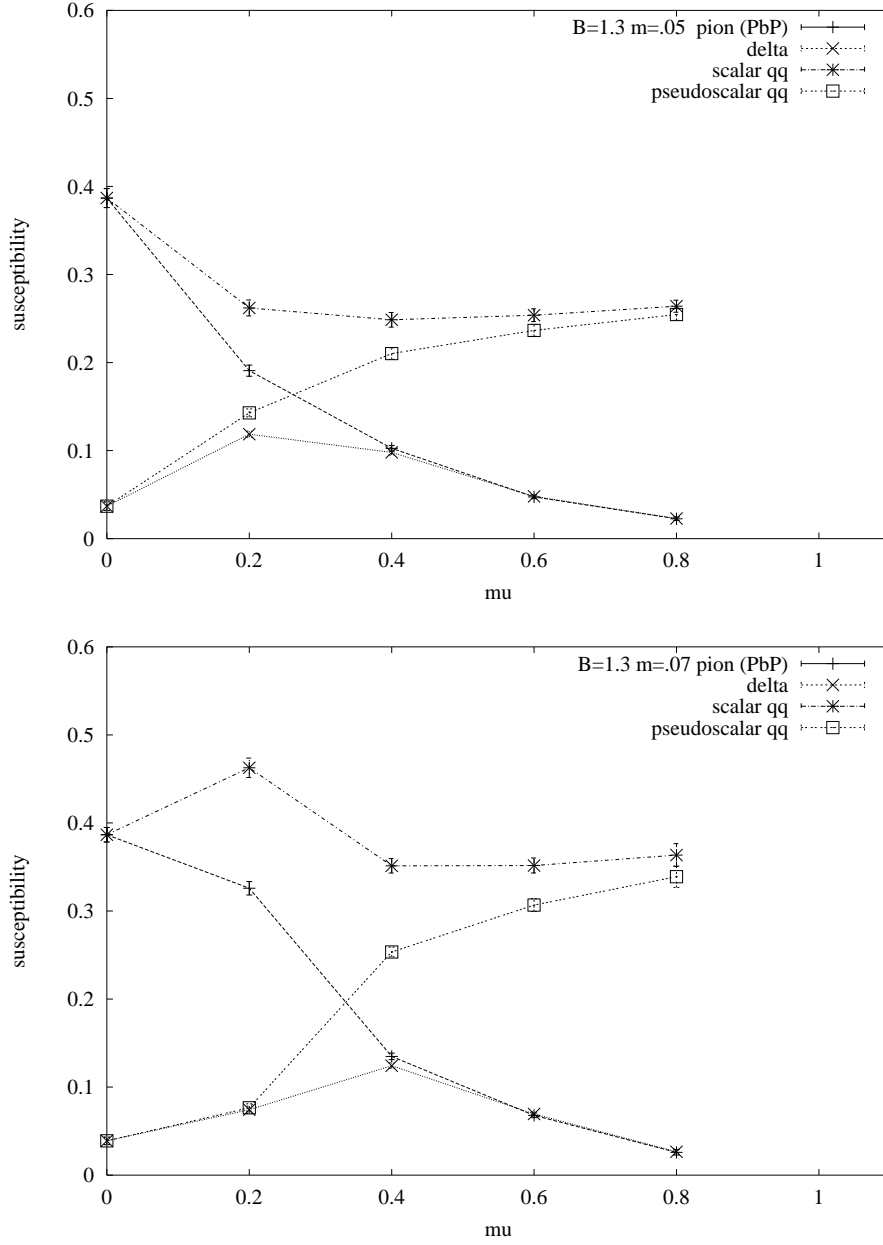 0.6
0.5
0.4
0.3
0.2
0.1
0
susceptibility
B=1.3 m=.05 pion (PbP)
delta
scalar qq
pseudoscalar qq
0 0.2 0.4 0.6 0.8 1
mu
0.6
0.5
0.4
0.3
0.2
0.1
0
susceptibility
B=1.3 m=.07 pion (PbP)
delta
scalar qq
pseudoscalar qq
0 0.2 0.4 0.6 0.8 1
mu